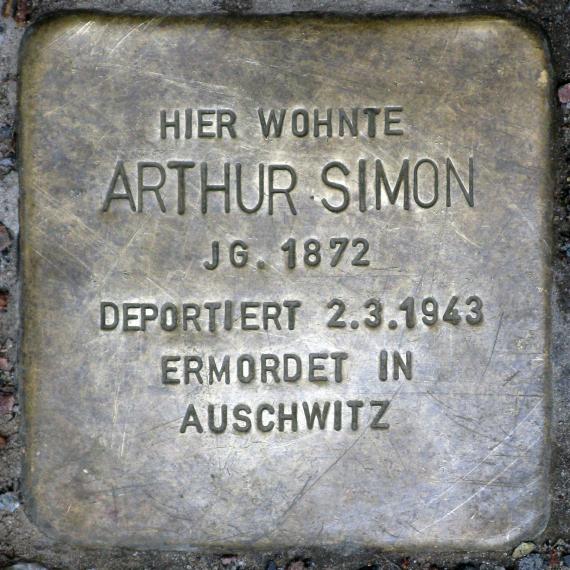 HIER WOHNTE
ARTHUR SIMON
JG. 1872
DEPORTIERT 2.3.1943
ERMORDET IN
AUSCHWITZ